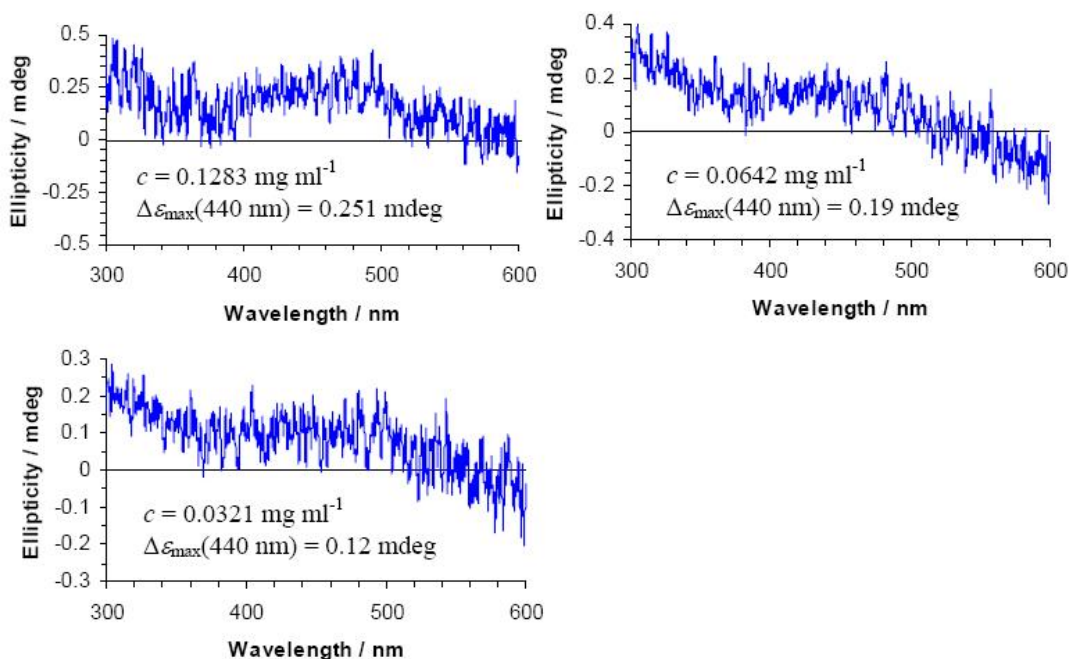 Ellipticity / mdeg
0.5
0.25
0
-0.25
-0.5
c = 0.1283 mg ml-1
Δεmax(440 nm) = 0.251 mdeg
300 400 500 600
Wavelength / nm
Ellipticity / mdeg
0.4
0.2
0
-0.2
-0.4
c = 0.0642 mg ml-1
Δεmax(440 nm) = 0.19 mdeg
300 400 500 600
Wavelength / nm
Ellipticity / mdeg
0.3
0.2
0.1
0
-0.1
-0.2
-0.3
c = 0.0321 mg ml-1
Δεmax(440 nm) = 0.12 mdeg
300 400 500 600
Wavelength / nm